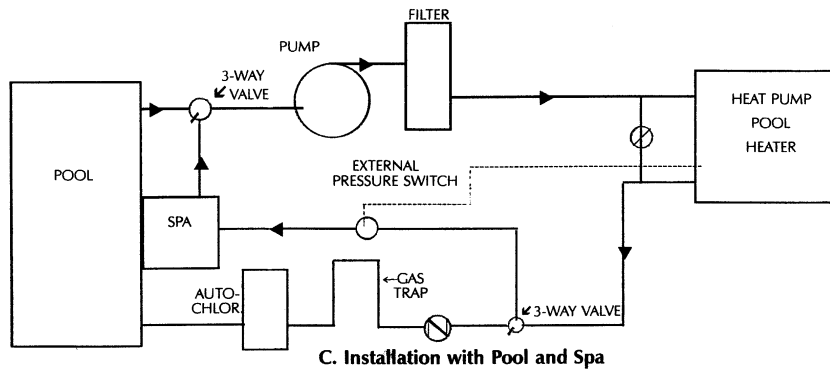 FILTER
PUMP
3-WAY
VALVE
HEAT PUMP
POOL
HEATER
POOL
EXTERNAL
PRESSURE SWITCH
SPA
AUTO-
CHLOR.
GAS
TRAP
3-WAY VALVE
C. Installation with Pool and Spa